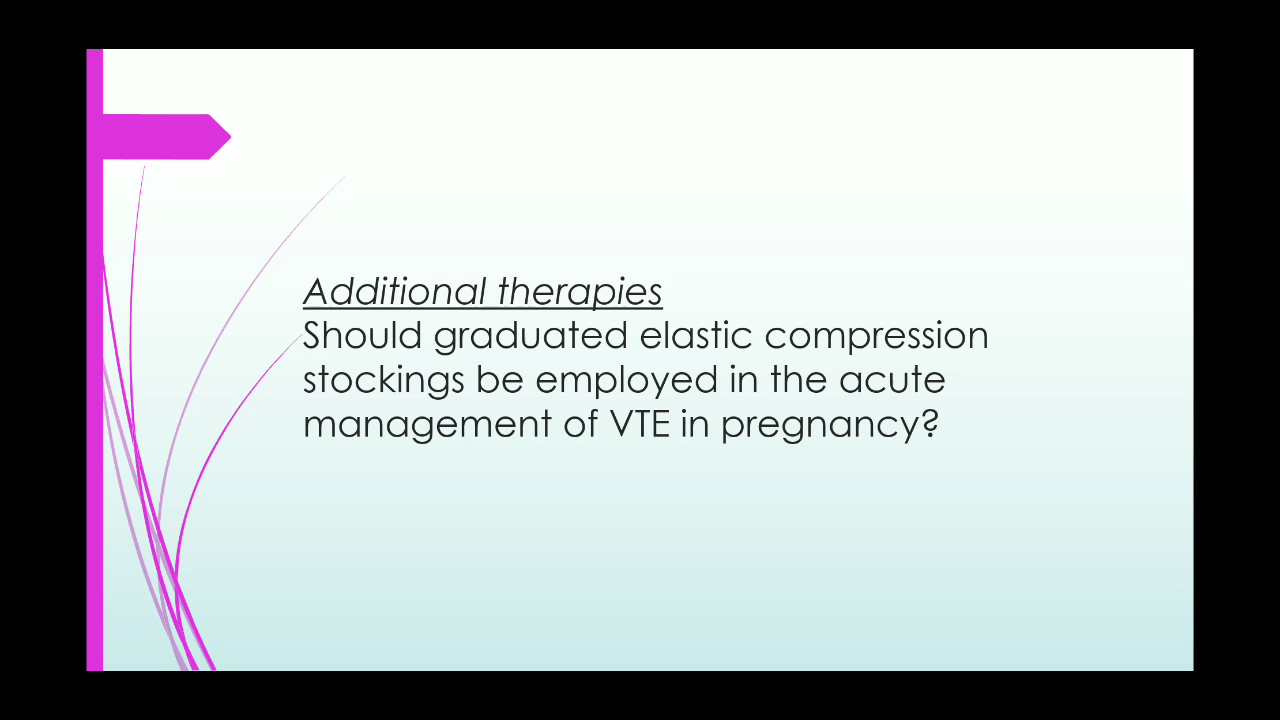 Additional therapies
Should graduated elastic compression
stockings be employed in the acute
management of VTE in pregnancy?